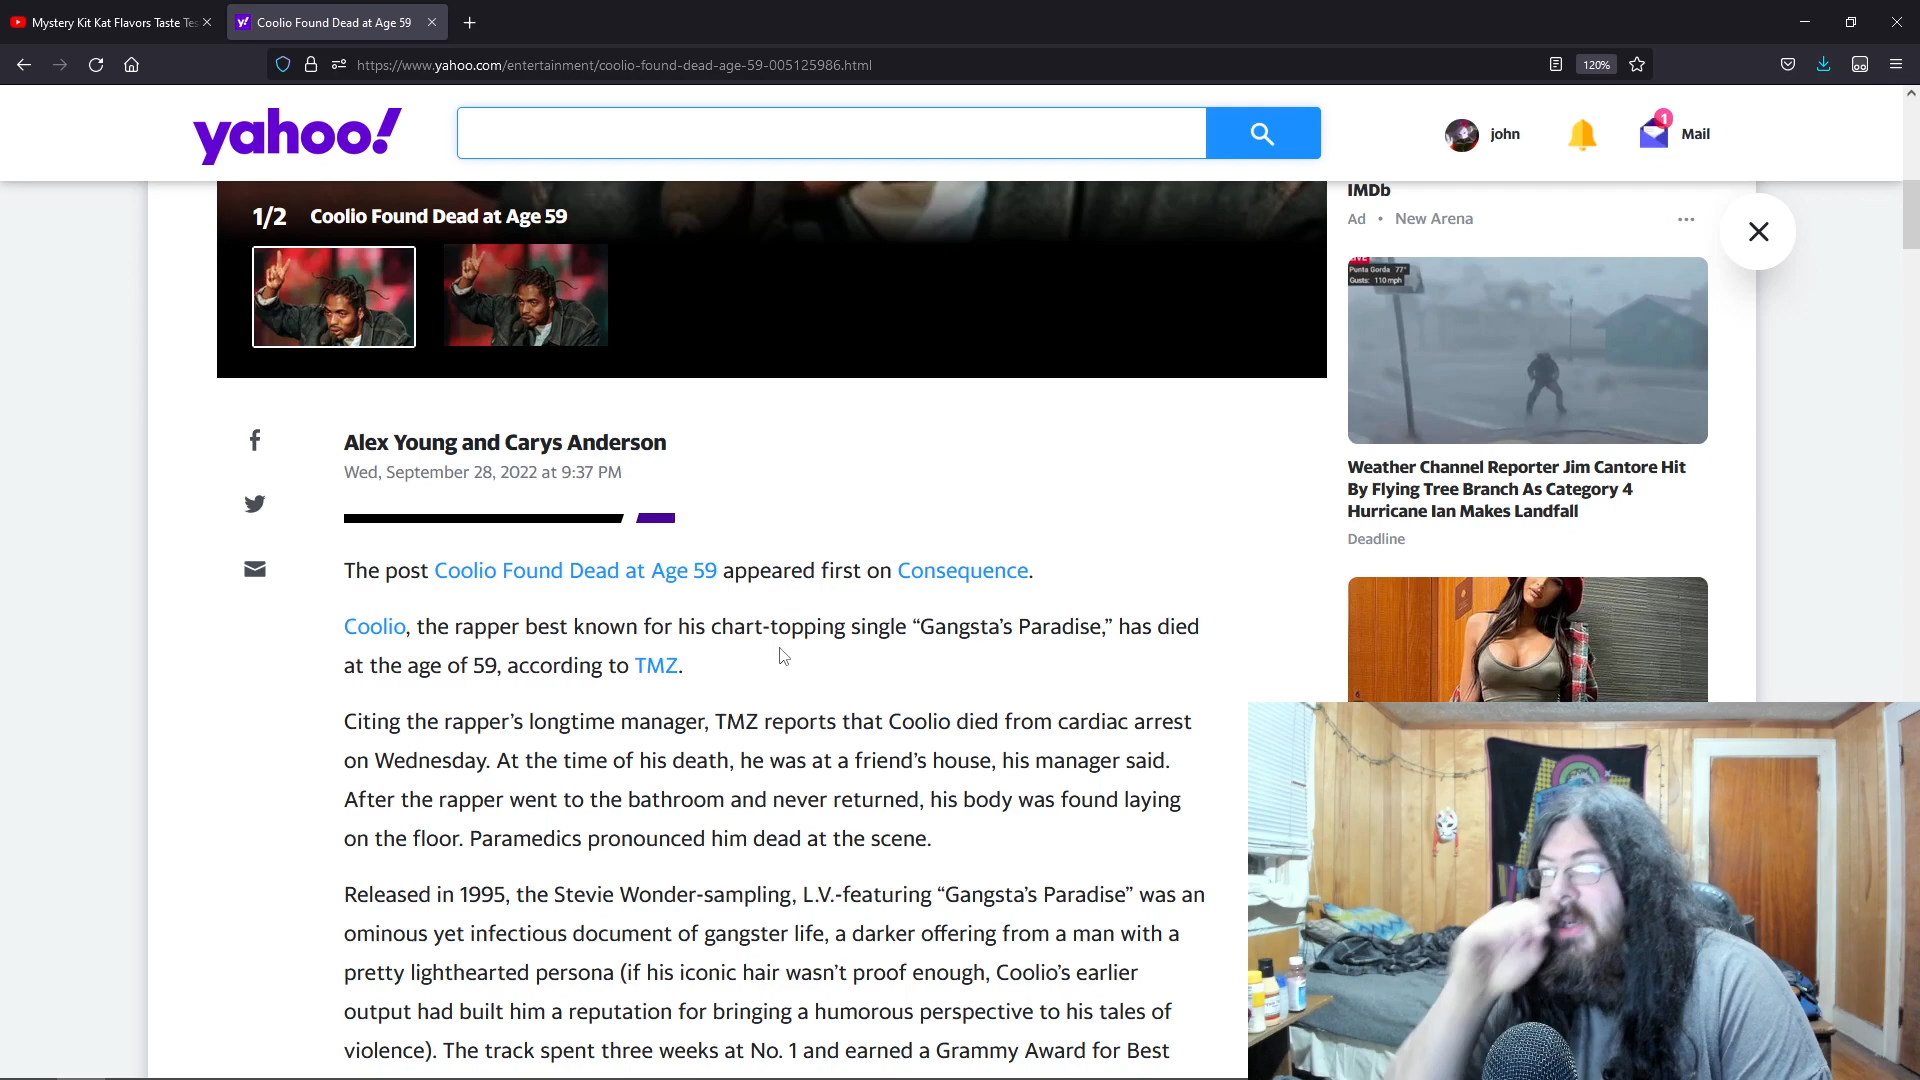 Mystery Kit Kat Flavors Taste Tes
Coolio Found Dead at Age 59
https://www.yahoo.com/entertainment/coolio-found-dead-age-59-005125986.html
120%
yahoo!
john
1
Mail
1/2 Coolio Found Dead at Age 59
IMDb
Ad • New Arena
LIVE
Punta Gorda 77°
Gusts: 110 mph
Alex Young and Carys Anderson
Wed, September 28, 2022 at 9:37 PM
Weather Channel Reporter Jim Cantore Hit
By Flying Tree Branch As Category 4
Hurricane Ian Makes Landfall
Deadline
The post Coolio Found Dead at Age 59 appeared first on Consequence.
Coolio, the rapper best known for his chart-topping single “Gangsta’s Paradise,” has died
at the age of 59, according to TMZ.
Citing the rapper’s longtime manager, TMZ reports that Coolio died from cardiac arrest
on Wednesday. At the time of his death, he was at a friend’s house, his manager said.
After the rapper went to the bathroom and never returned, his body was found laying
on the floor. Paramedics pronounced him dead at the scene.
Released in 1995, the Stevie Wonder-sampling, L.V.-featuring “Gangsta’s Paradise” was an
ominous yet infectious document of gangster life, a darker offering from a man with a
pretty lighthearted persona (if his iconic hair wasn’t proof enough, Coolio’s earlier
output had built him a reputation for bringing a humorous perspective to his tales of
violence). The track spent three weeks at No. 1 and earned a Grammy Award for Best